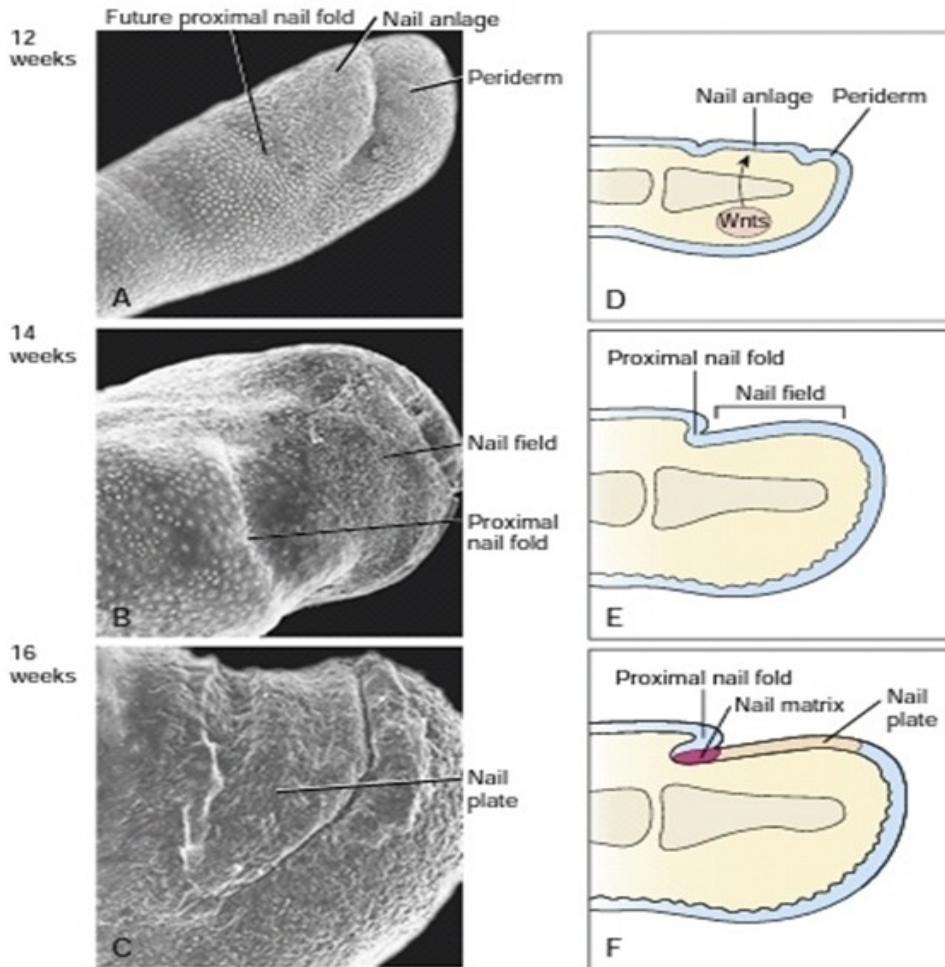 12
weeks
Future proximal nail fold
Nail anlage
Periderm
A
Nail anlage
Periderm
Wnts
D
14
weeks
Nail field
Proximal
nail fold
B
Proximal nail fold
Nail field
E
16
weeks
Nail
plate
C
Proximal nail fold
Nail matrix
Nail
plate
F